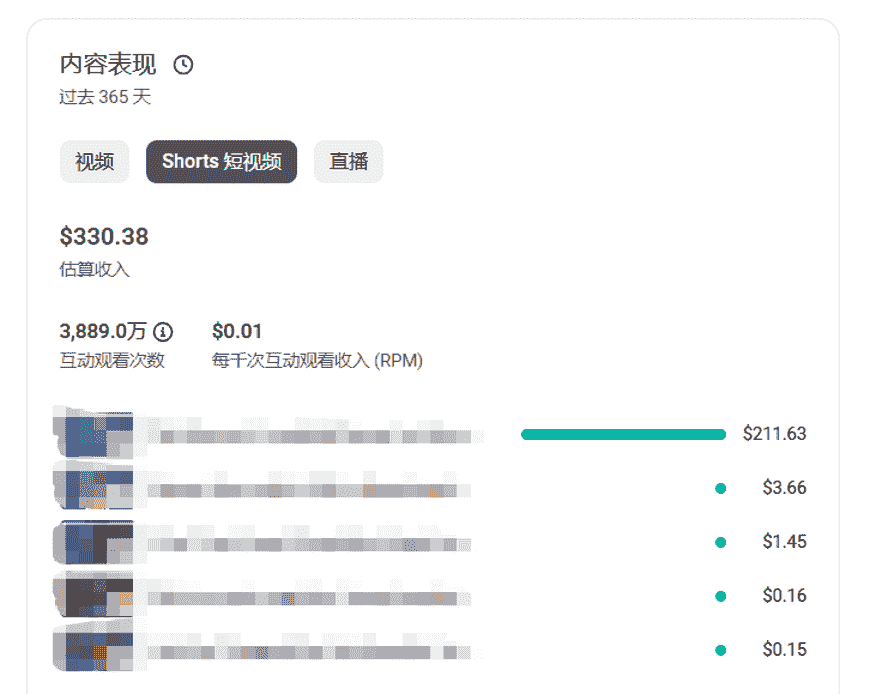 内容表现
过去 365 天
视频 Shorts 短视频 直播
$330.38
估算收入
3,889.0万 $0.01
互动观看次数 每千次互动观看收入 (RPM)
$211.63
$3.66
$1.45
$0.16
$0.15